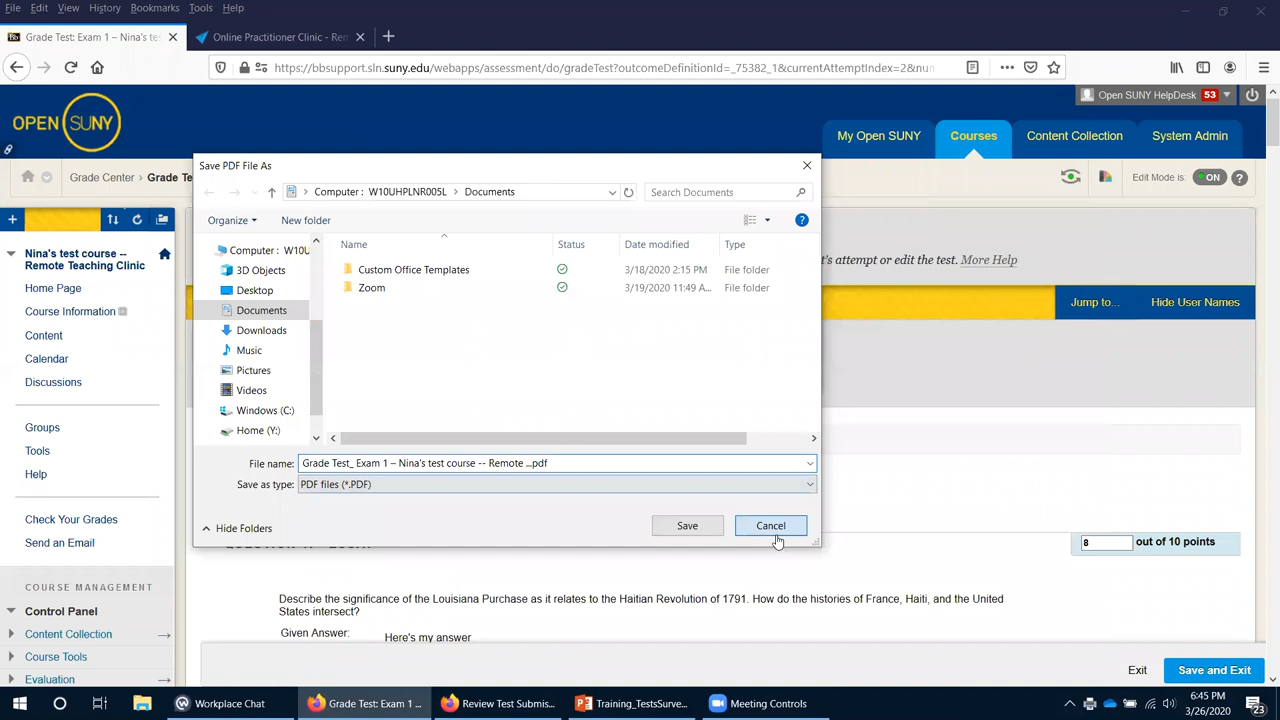 File Edit View History Bookmarks Tools Help
Grade Test: Exam 1 – Nina's tes
Online Practitioner Clinic - Rem
https://bbsupport.sln.suny.edu/webapps/assessment/do/gradeTest?outcomeDefinitionId=_75382_1&currentAttemptIndex=2&num
Open SUNY HelpDesk 53
OPEN SUNY
My Open SUNY Courses Content Collection System Admin
Grade Center Grade Te
Edit Mode is: ON
Save PDF File As
Computer : W10UHPLNR005L Documents
Search Documents
Organize New folder
Name Status Date modified Type
Computer : W10U
3D Objects
Desktop
Documents
Downloads
Music
Pictures
Videos
Windows (C:)
Home (Y:)
Custom Office Templates 3/18/2020 2:15 PM File folder
Zoom 3/19/2020 11:49 A... File folder
File name: Grade Test_ Exam 1 – Nina's test course -- Remote ...pdf
Save as type: PDF files (*.PDF)
Hide Folders
Save Cancel
Nina's test course --
Remote Teaching Clinic
Home Page
Course Information
Content
Calendar
Discussions
Groups
Tools
Help
Check Your Grades
Send an Email
COURSE MANAGEMENT
Control Panel
Content Collection
Course Tools
Evaluation
's attempt or edit the test. More Help
Jump to... Hide User Names
8 out of 10 points
Describe the significance of the Louisiana Purchase as it relates to the Haitian Revolution of 1791. How do the histories of France, Haiti, and the United
States intersect?
Given Answer: Here's my answer
Exit Save and Exit
Workplace Chat
Grade Test: Exam 1 ...
Review Test Submis...
Training_TestsSurve...
Meeting Controls
6:45 PM
3/26/2020
23